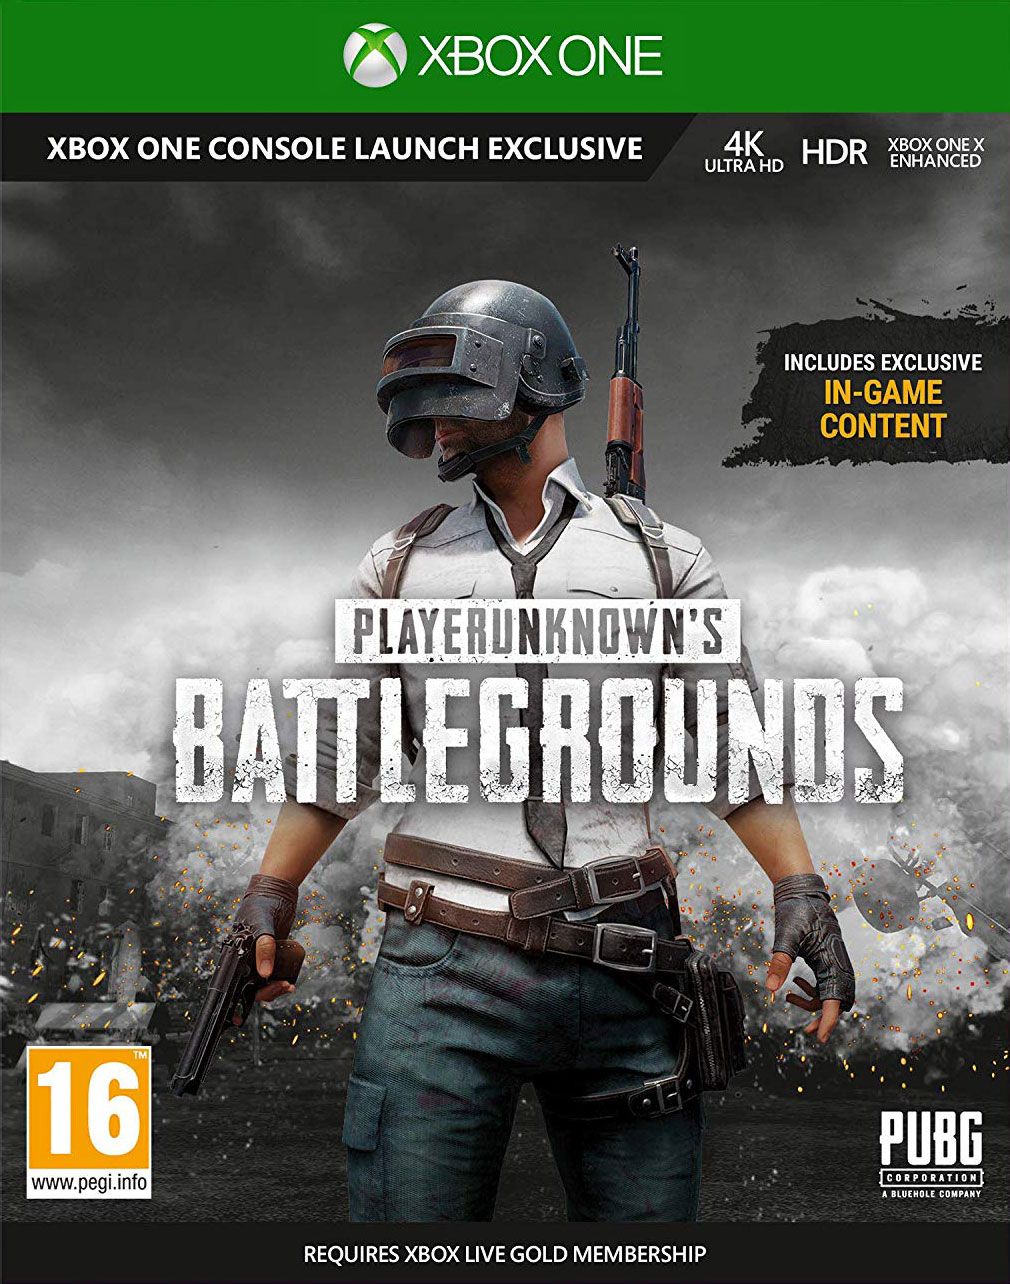 XBOX ONE
XBOX ONE CONSOLE LAUNCH EXCLUSIVE
4K
ULTRA HD
HDR
XBOX ONE X
ENHANCED
INCLUDES EXCLUSIVE
IN-GAME
CONTENT
PLAYERUNKNOWN'S
BATTLEGROUNDS
16™
www.pegi.info
PUBG
CORPORATION
A BLUEHOLE COMPANY
REQUIRES XBOX LIVE GOLD MEMBERSHIP